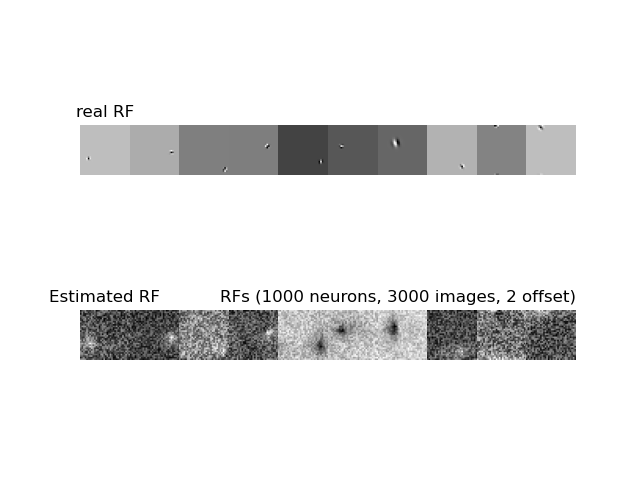 real RF
Estimated RF
RFs (1000 neurons, 3000 images, 2 offset)